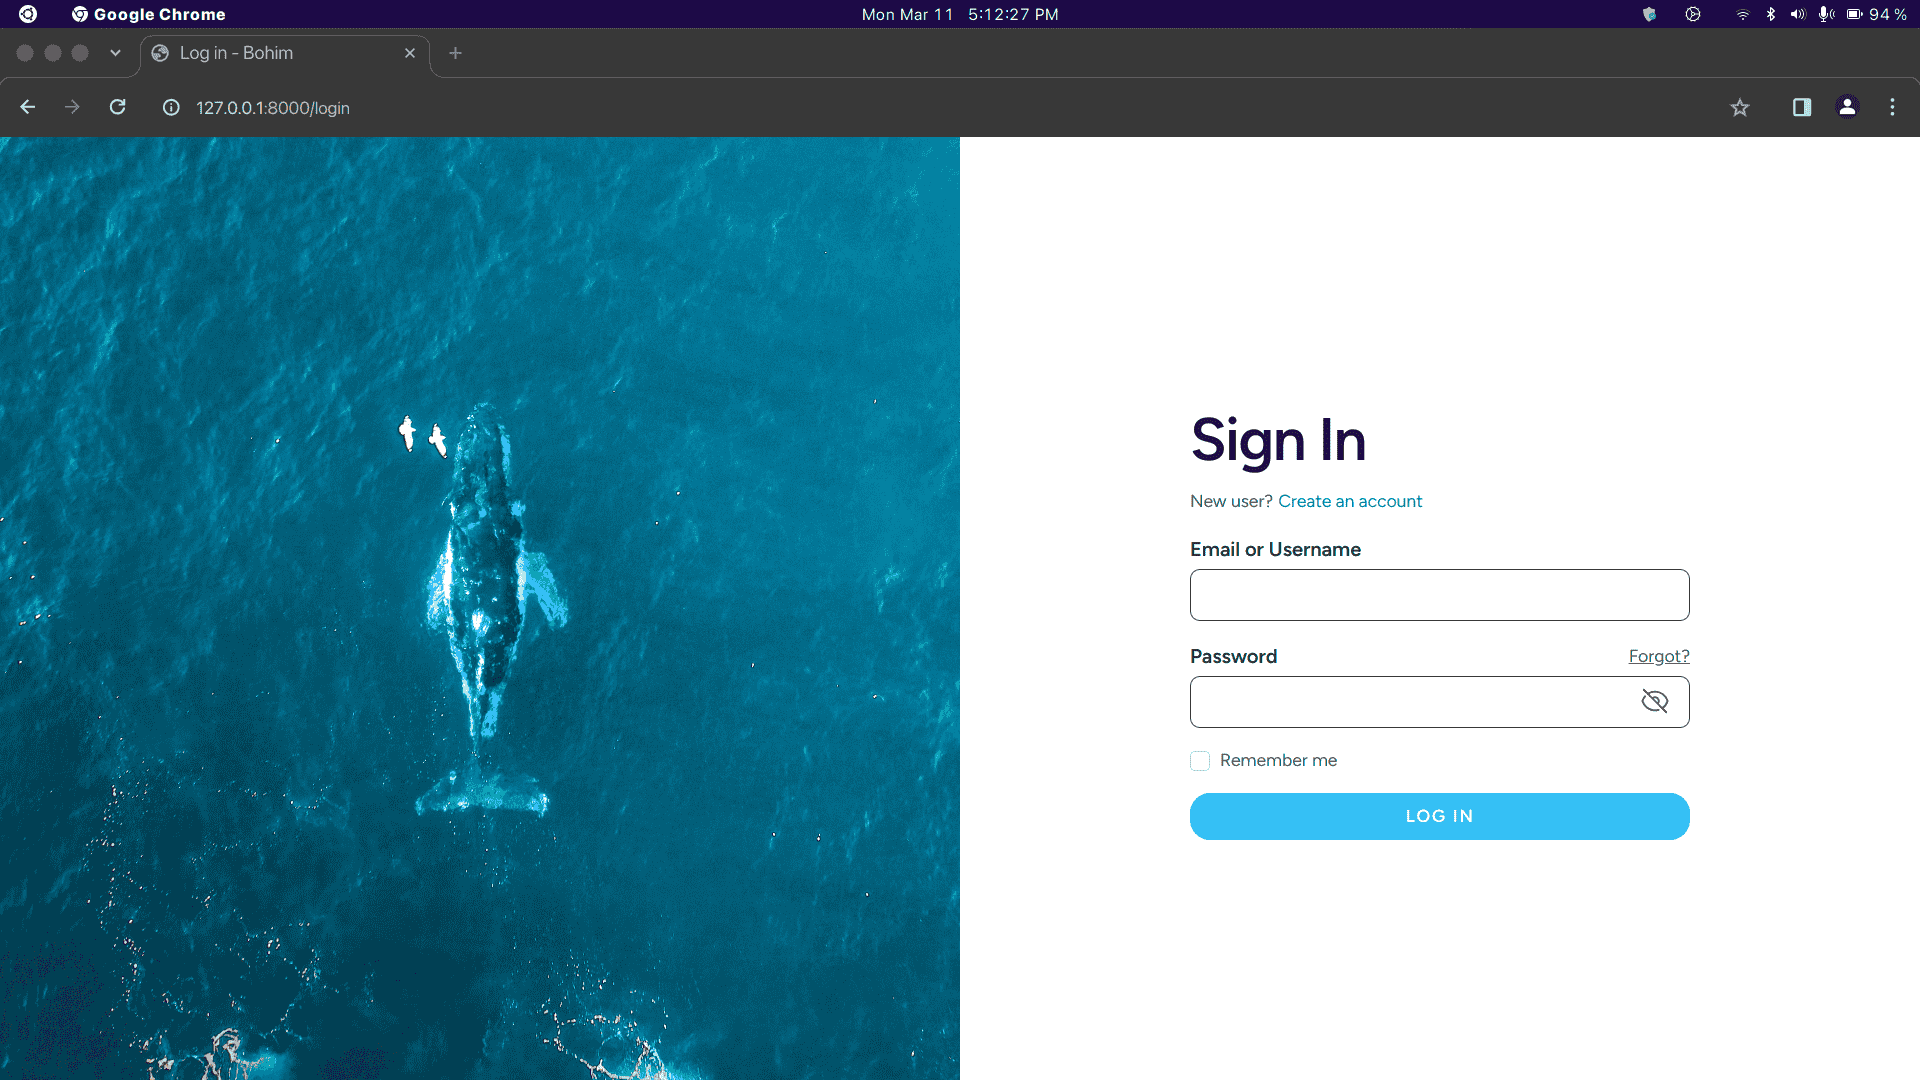 Google Chrome
Mon Mar 11 5:12:27 PM
94 %
Log in - Bohim
127.0.0.1:8000/login
Sign In
New user? Create an account
Email or Username
Password
Forgot?
Remember me
LOG IN